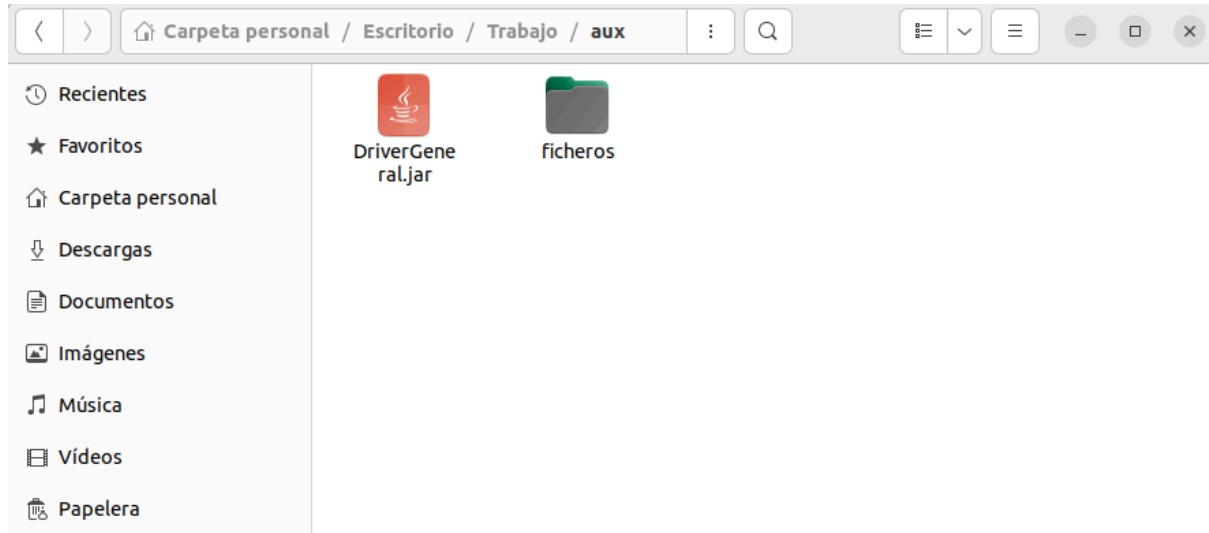 Carpeta personal / Escritorio / Trabajo / aux
Recientes
Favoritos
Carpeta personal
Descargas
Documentos
Imágenes
Música
Vídeos
Papelera
DriverGene
ral.jar
ficheros